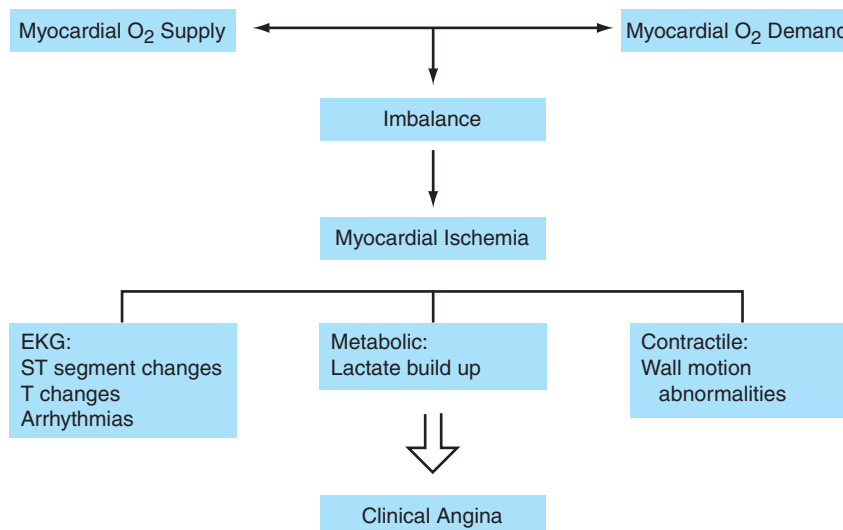 Myocardial O2 Supply
Myocardial O2 Demand
Imbalance
Myocardial Ischemia
EKG:
ST segment changes
T changes
Arrhythmias
Metabolic:
Lactate build up
Contractile:
Wall motion
abnormalities
Clinical Angina